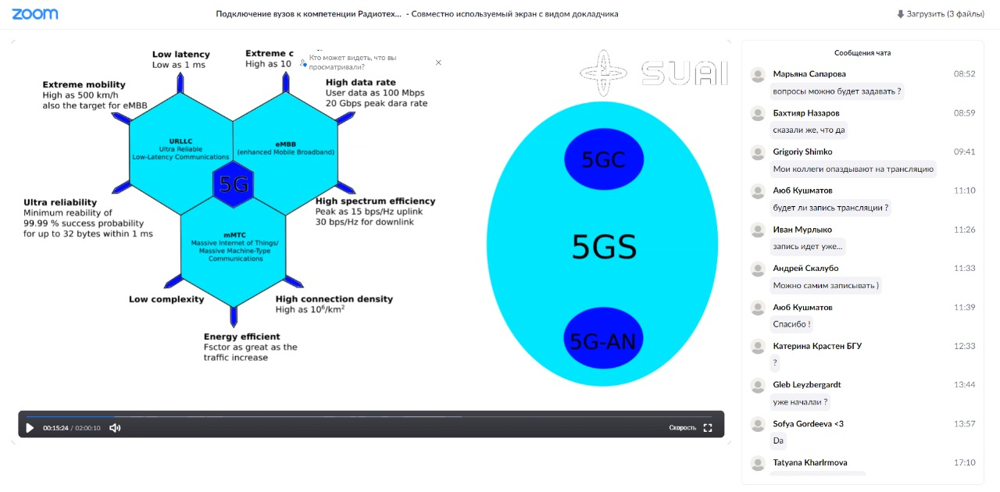 zoom
Подключение вузов к компетенции Радиотех... - Совместно используемый экран с видом докладчика
Загрузить (3 файлы)
Low latency
Low as 1 ms
Extreme c
High as 10
Кто может видеть, что вы
просматривали?
Extreme mobility
High as 500 km/h
also the target for eMBB
High data rate
User data as 100 Mbps
20 Gbps peak dara rate
URLLC
Ultra Reliable
Low-Latency Communications
eMBB
(enhanced Mobile Broadband)
5G
Ultra reliability
Minimum reability of
99.99 % success probability
for up to 32 bytes within 1 ms
High spectrum efficiency
Peak as 15 bps/Hz uplink
30 bps/Hz for downlink
mMTC
Massive Internet of Things/
Massive Machine-Type
Communications
Low complexity
High connection density
High as 10⁶/km²
Energy efficient
Fsctor as great as the
traffic increase
SUAI
5GC
5GS
5G-AN
00:15:24 / 02:00:10
Скорость
Сообщения чата
Марьяна Сапарова 08:52
вопросы можно будет задавать ?
Бахтияр Назаров 08:59
сказали же, что да
Grigoriy Shimko 09:41
Мои коллеги опаздывают на трансляцию
Аюб Кушматов 11:10
будет ли запись трансляции ?
Иван Мурлыко 11:26
запись идет уже...
Андрей Скалубо 11:33
Можно самим записывать )
Аюб Кушматов 11:39
Спасибо !
Катерина Крастен БГУ 12:33
?
Gleb Leyzbergardt 13:44
уже началаи ?
Sofya Gordeeva <3 13:57
Da
Tatyana Kharlrmova 17:10